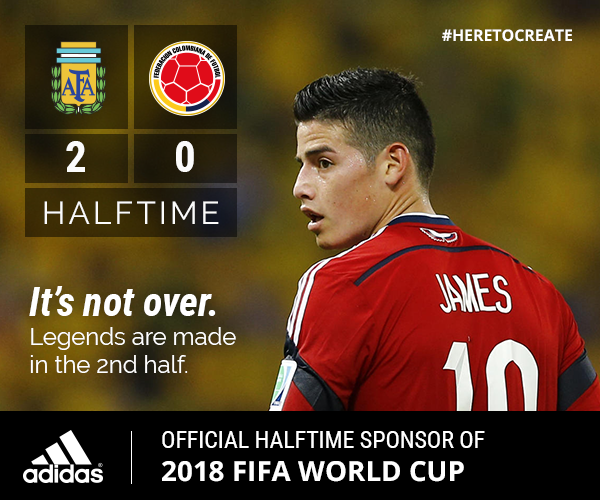 #HERETOCREATE
AFA
FEDERACION COLOMBIANA DE FUTBOL
2 0
HALFTIME
It's not over.
Legends are made
in the 2nd half.
JAMES
10
adidas
OFFICIAL HALFTIME SPONSOR OF
2018 FIFA WORLD CUP